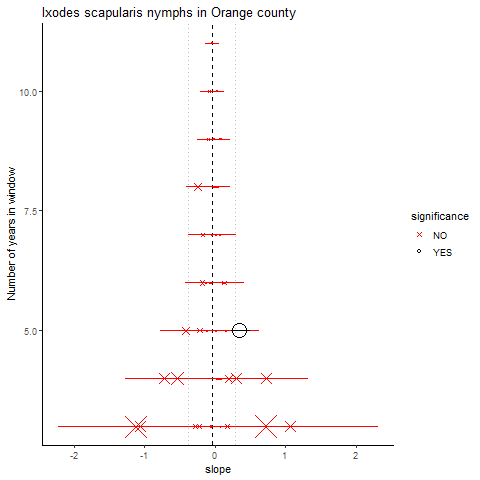 Ixodes scapularis nymphs in Orange county
Number of years in window
10.0
7.5
5.0
-2
-1
0
1
2
slope
significance
NO
YES